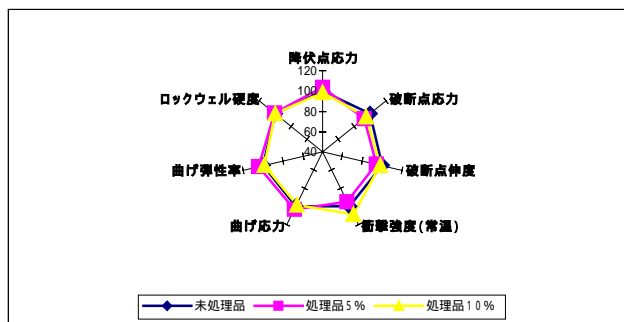 降伏点応力
120
100
80
60
40
破断点応力
破断点伸度
衝撃強度(常温)
曲げ応力
曲げ弾性率
ロックウェル硬度
未処理品 処理品5% 処理品10%